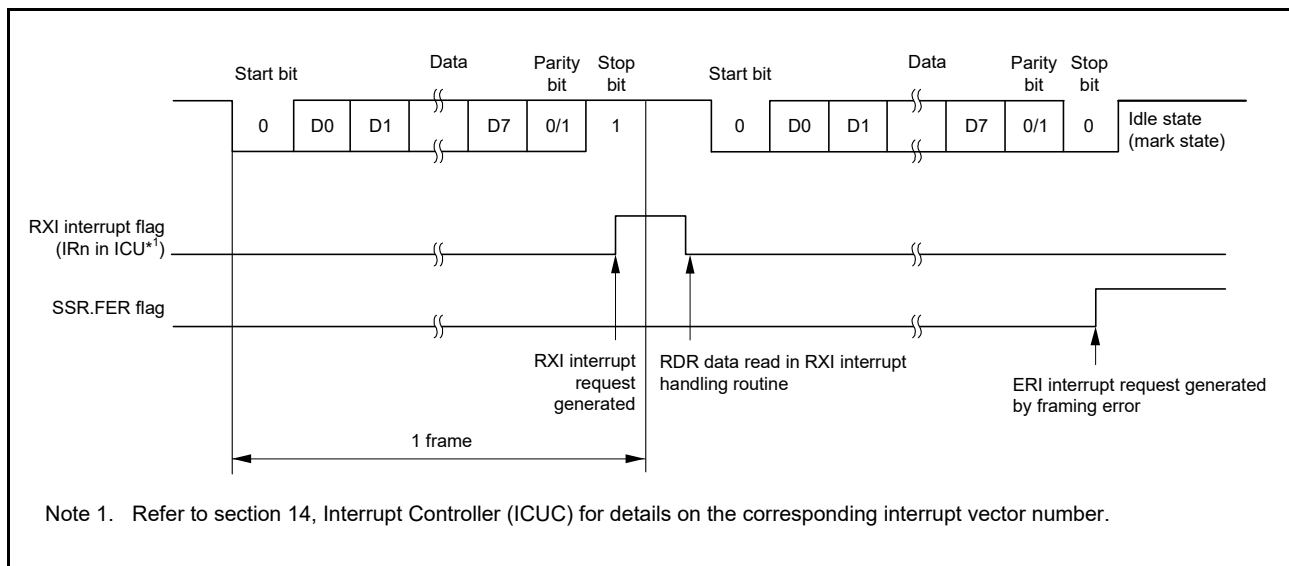 Start bit
Data
Parity
bit
Stop
bit
Start bit
Data
Parity
bit
Stop
bit
0 D0 D1 D7 0/1 1 0 D0 D1 D7 0/1 0
Idle state
(mark state)
RXI interrupt flag
(IRn in ICU*1)
SSR.FER flag
RXI interrupt
request
generated
RDR data read in RXI interrupt
handling routine
ERI interrupt request generated
by framing error
1 frame
Note 1. Refer to section 14, Interrupt Controller (ICUC) for details on the corresponding interrupt vector number.